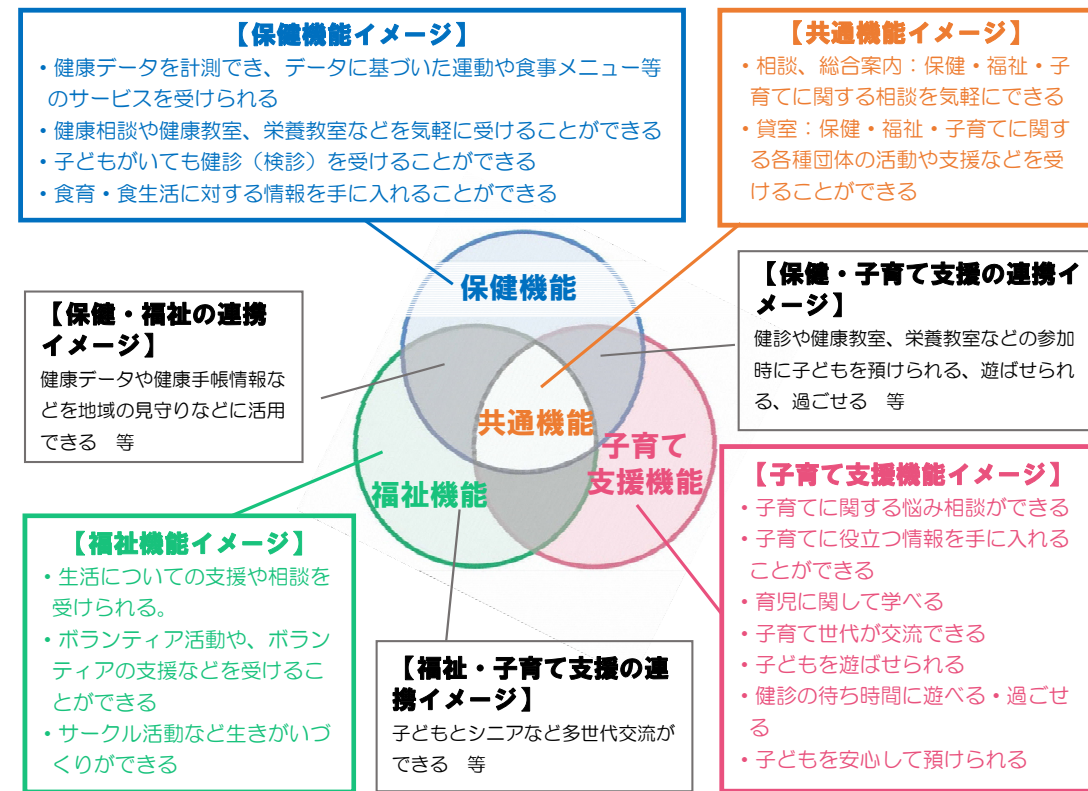 【保健機能イメージ】
・健康データを計測でき、データに基づいた運動や食事メニュー等
のサービスを受けられる
・健康相談や健康教室、栄養教室などを気軽に受けることができる
・子どもがいても健診（検診）を受けることができる
・食育・食生活に対する情報を手に入れることができる
【共通機能イメージ】
・相談、総合案内：保健・福祉・子
育てに関する相談を気軽にできる
・貸室：保健・福祉・子育てに関す
る各種団体の活動や支援などを受
けることができる
【保健・福祉の連携
イメージ】
健康データや健康手帳情報な
どを地域の見守りなどに活用
できる　等
保健機能
共通機能
福祉機能
子育て
支援機能
【保健・子育て支援の連携イ
メージ】
健診や健康教室、栄養教室などの参加
時に子どもを預けられる、遊ばせられ
る、過ごせる　等
【福祉機能イメージ】
・生活についての支援や相談を
受けられる。
・ボランティア活動や、ボラン
ティアの支援などを受けるこ
とができる
・サークル活動など生きがいづ
くりができる
【福祉・子育て支援の連
携イメージ】
子どもとシニアなど多世代交流が
できる　等
【子育て支援機能イメージ】
・子育てに関する悩み相談ができる
・子育てに役立つ情報を手に入れる
ことができる
・育児に関して学べる
・子育て世代が交流できる
・子どもを遊ばせられる
・健診の待ち時間に遊べる・過ごせ
る
・子どもを安心して預けられる